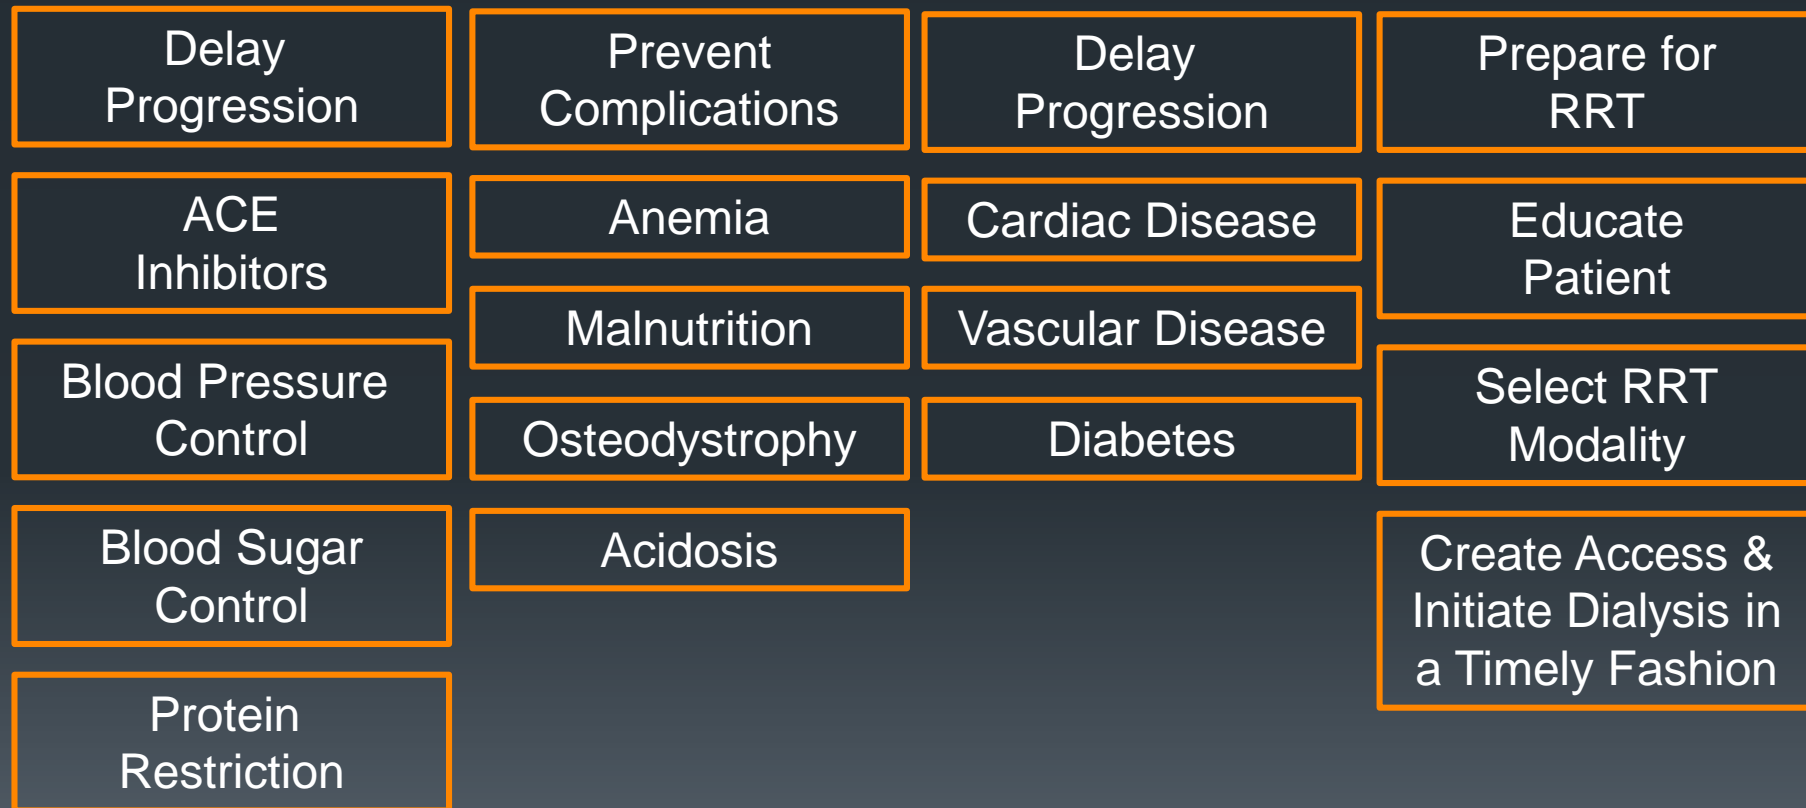 Delay
Progression
ACE
Inhibitors
Blood Pressure
Control
Blood Sugar
Control
Protein
Restriction
Prevent
Complications
Anemia
Malnutrition
Osteodystrophy
Acidosis
Delay
Progression
Cardiac Disease
Vascular Disease
Diabetes
Prepare for
RRT
Educate
Patient
Select RRT
Modality
Create Access &
Initiate Dialysis in
a Timely Fashion